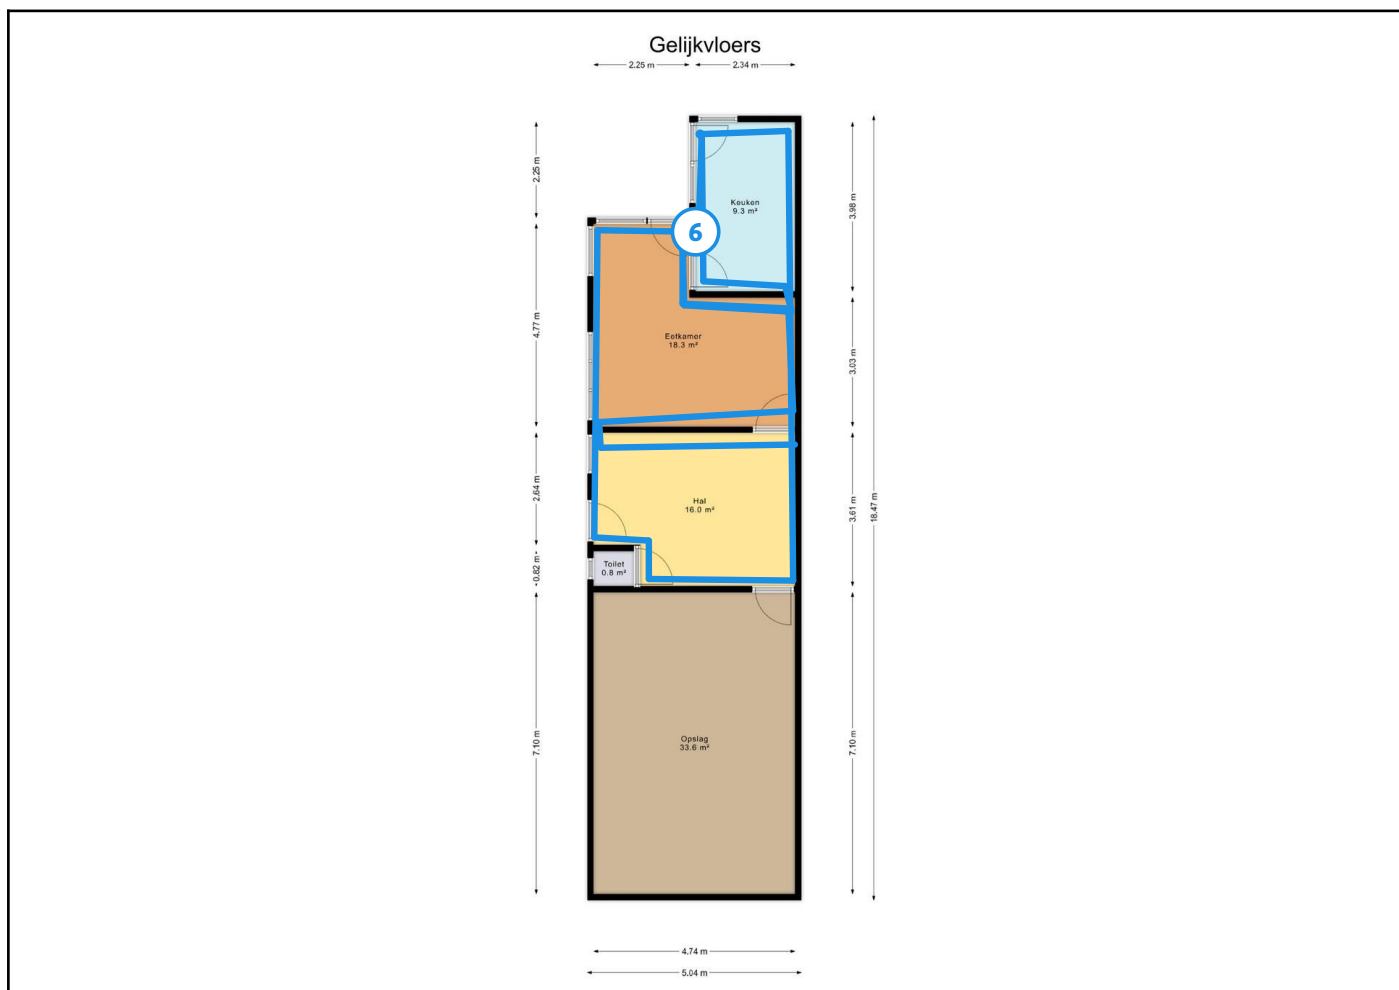 Gelijkvloers
2.25 m
2.34 m
2.25 m
3.98 m
Keuken
9.3 m²
6
4.77 m
Eetkamer
18.3 m²
3.03 m
2.64 m
Hal
16.0 m²
3.61 m
18.47 m
0.82 m
Toilet
0.8 m²
7.10 m
Opslag
33.6 m²
7.10 m
4.74 m
5.04 m